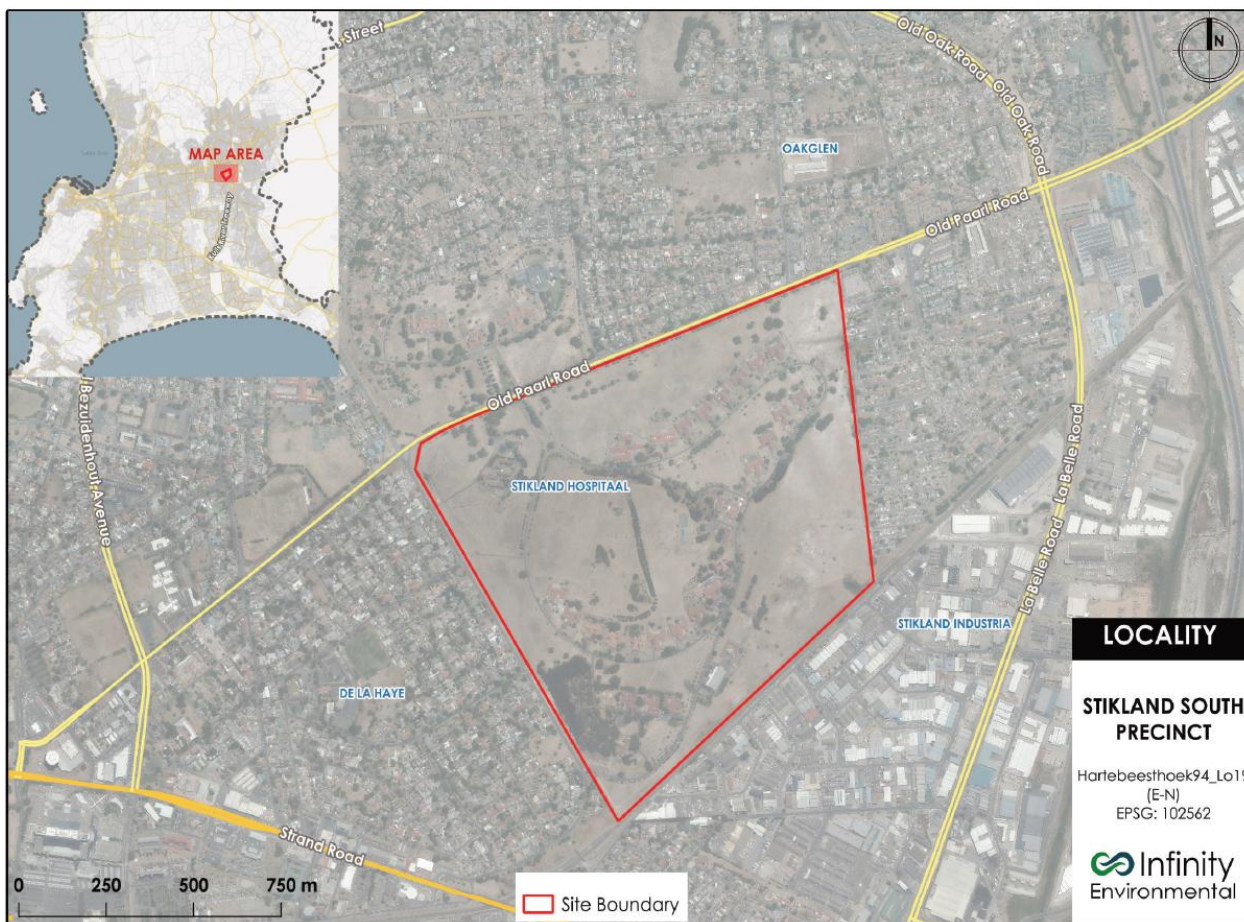 s Street
Old Oak Road
Old Oak Road
N
MAP AREA
OAKGLEN
Old Paarl Road
Old Paarl Road
Bezuidenhout Avenue
STIKLAND HOSPITAAL
La Belle Road
La Belle Road
STIKLAND INDUSTRIA
DE LA HAYE
Strand Road
0 250 500 750 m
Site Boundary
LOCALITY
STIKLAND SOUTH
PRECINCT
Hartebeesthoek94_Lo19
(E-N)
EPSG: 102562
Infinity
Environmental